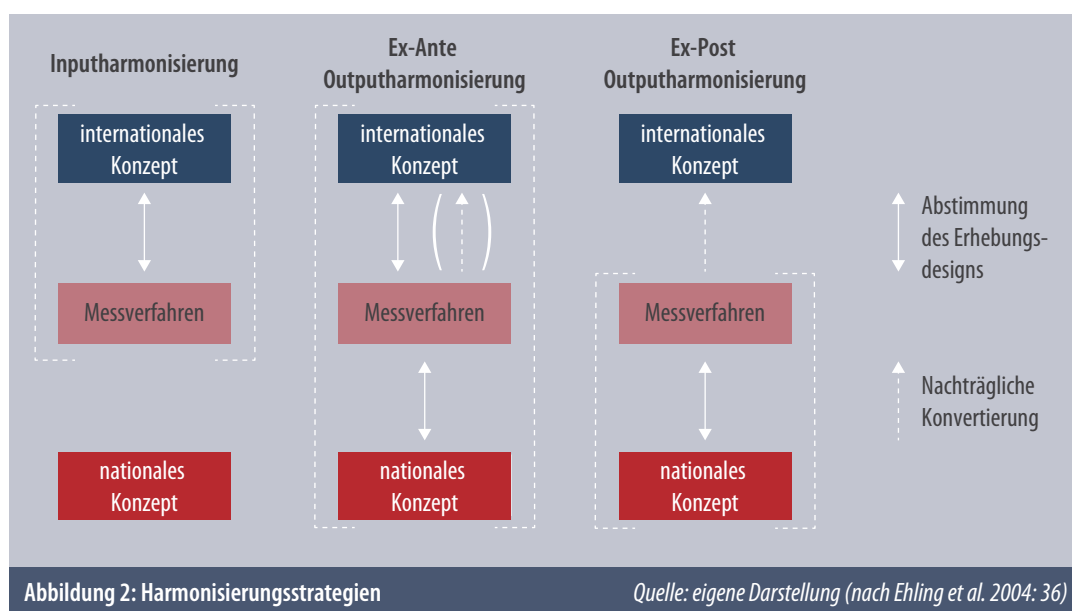 Inputharmonisierung
Ex-Ante
Outputharmonisierung
Ex-Post
Outputharmonisierung
internationales
Konzept
Messverfahren
nationales
Konzept
internationales
Konzept
Messverfahren
nationales
Konzept
internationales
Konzept
Messverfahren
nationales
Konzept
Abstimmung
des Erhebungs-
designs
Nachträgliche
Konvertierung
Abbildung 2: Harmonisierungsstrategien
Quelle: eigene Darstellung (nach Ehling et al. 2004: 36)